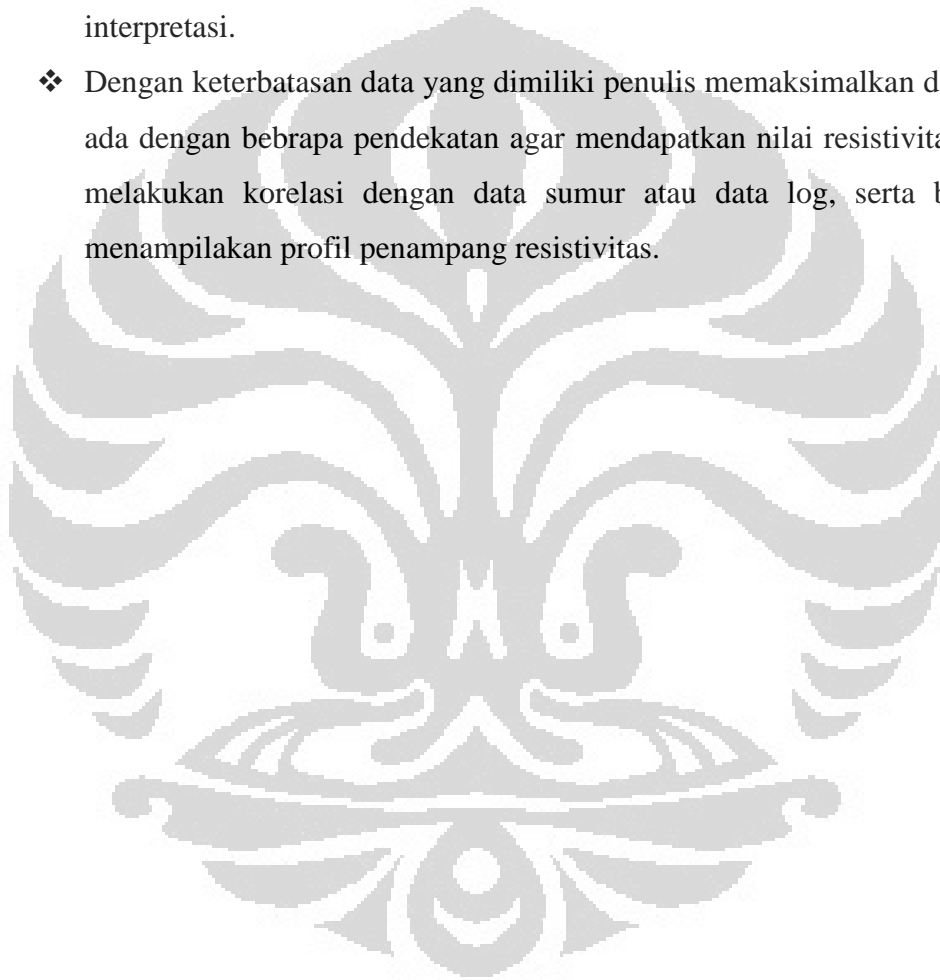 interpretasi.
❖ Dengan keterbatasan data yang dimiliki penulis memaksimalkan
ada dengan bebrapa pendekatan agar mendapatkan nilai
melakukan korelasi dengan data sumur atau data log, serta
menampilakan profil penampang resistivitas.